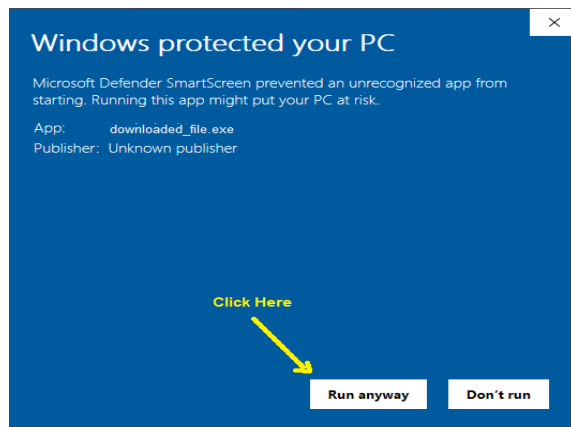 Windows protected your PC
Microsoft Defender SmartScreen prevented an unrecognized app from
starting. Running this app might put your PC at risk.
App: downloaded_file.exe
Publisher: Unknown publisher
Click Here
Run anyway Don't run